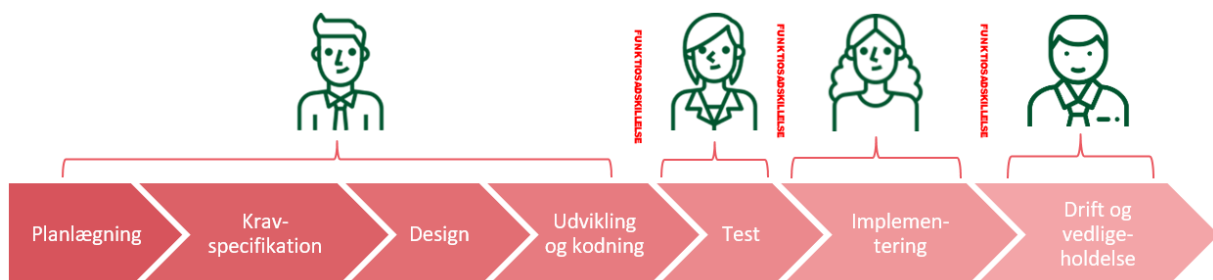 FUNKTIOSADSKILLELSE
FUNKTIOSADSKILLELSE
FUNKTIOSADSKILLELSE
Planlægning
Krav-
specifikation
Design
Udvikling
og kodning
Test
Implemen-
tering
Drift og
vedlige-
holdelse